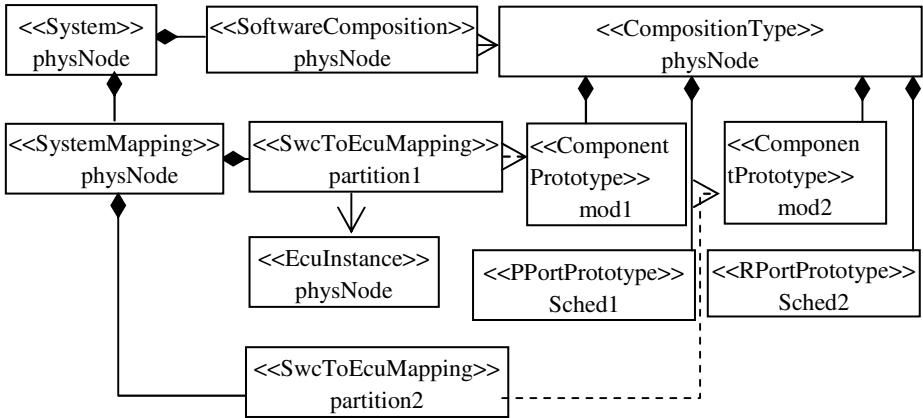 <<System>>
physNode
<<SoftwareComposition>>
physNode
<<CompositionType>>
physNode
<<SystemMapping>>
physNode
<<SwcToEcuMapping>>
partition1
<<Component
Prototype>>
mod1
<<Componen
tPrototype>>
mod2
<<EcuInstance>>
physNode
<<PPortPrototype>>
Sched1
<<RPortPrototype>>
Sched2
<<SwcToEcuMapping>>
partition2